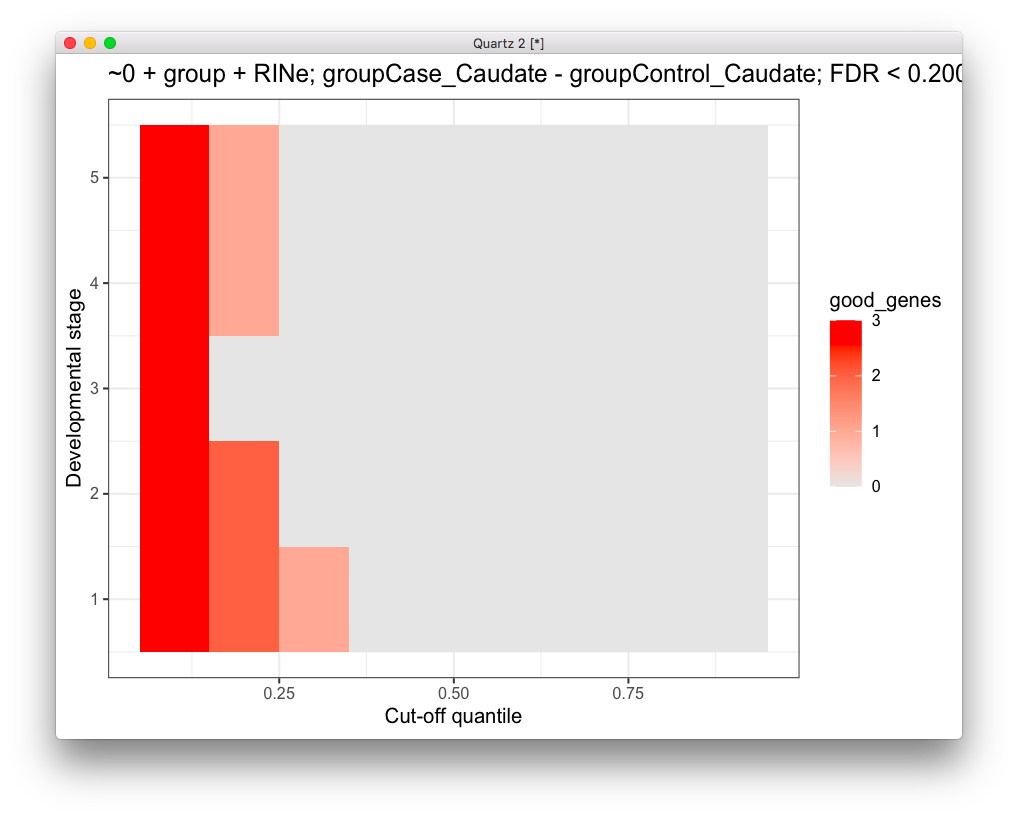 Quartz 2 [*]
~0 + group + RINe; groupCase_Caudate - groupControl_Caudate; FDR < 0.200
Developmental stage
5
4
3
2
1
0.25
0.50
0.75
Cut-off quantile
good_genes
3
2
1
0